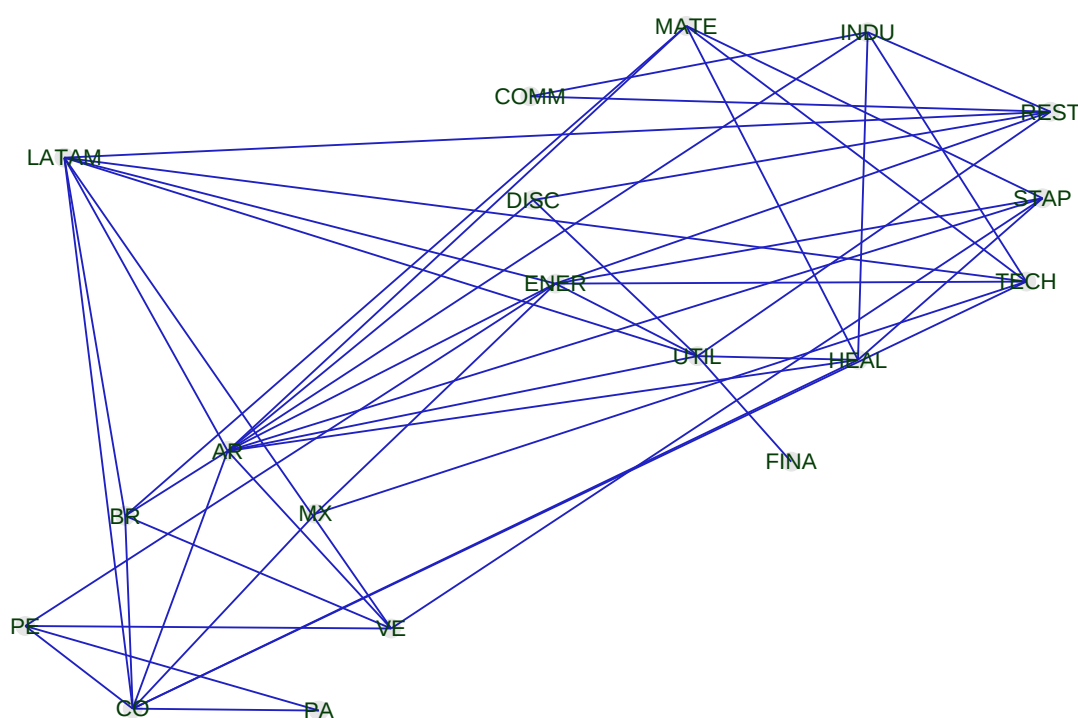 MATE
INDU
COMM
REST
LATAM
DISC
STAP
ENER
TECH
UTIL
HEAL
AR
FINA
BR
MX
PE
VE
CO
PA